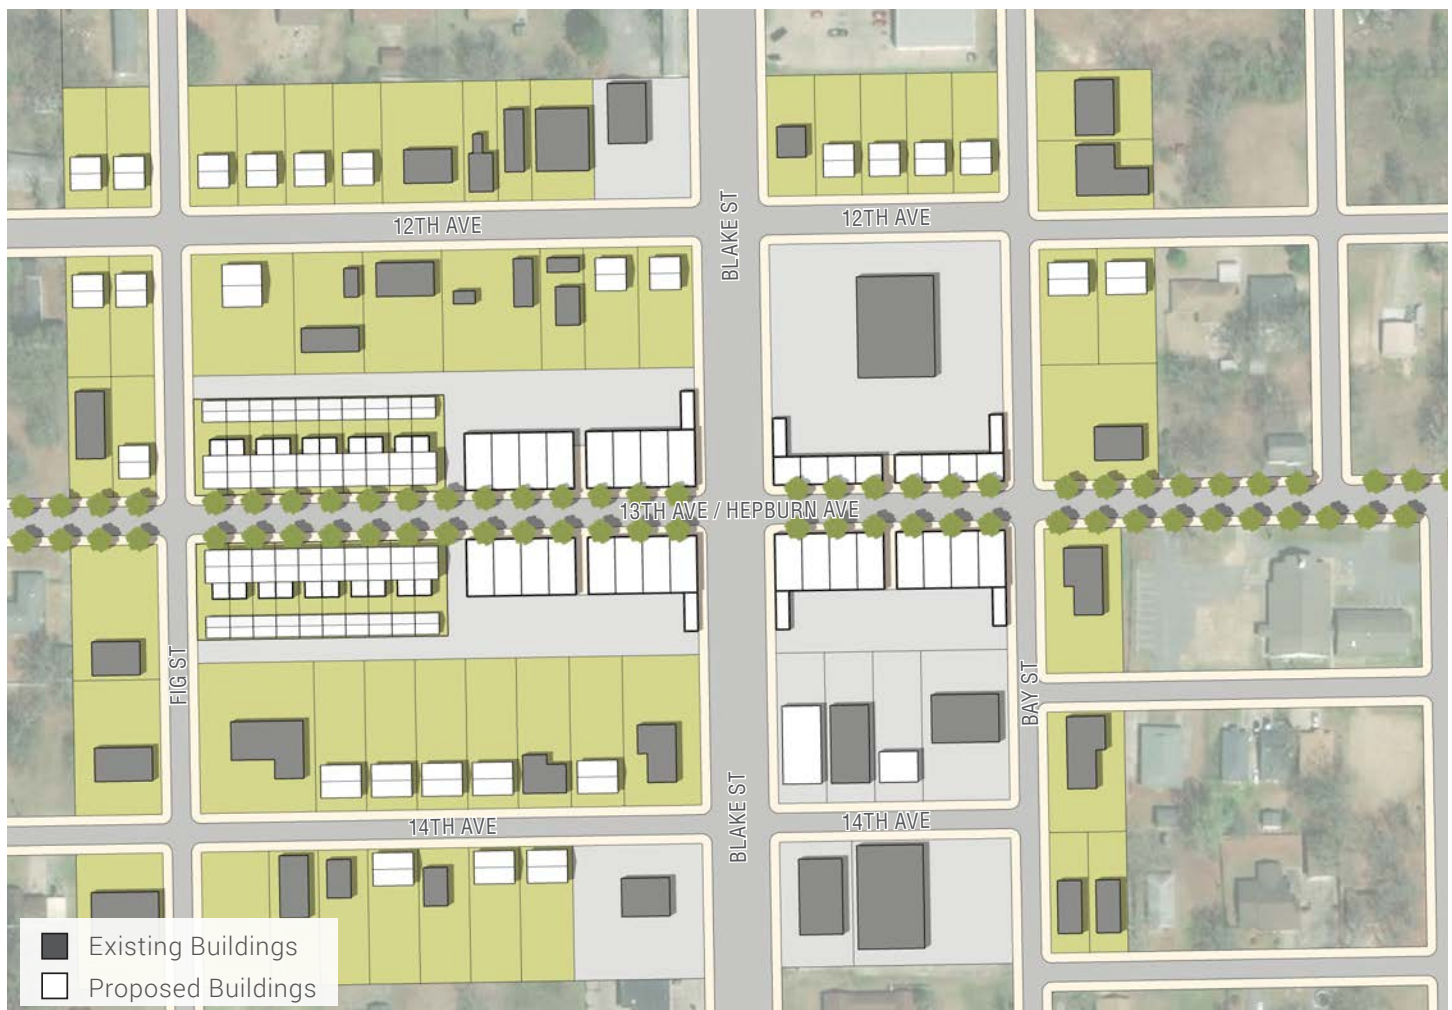 12TH AVE
12TH AVE
BLAKE ST
13TH AVE / HEPBURN AVE
FIG ST
BAY ST
BLAKE ST
14TH AVE
14TH AVE
Existing Buildings
Proposed Buildings